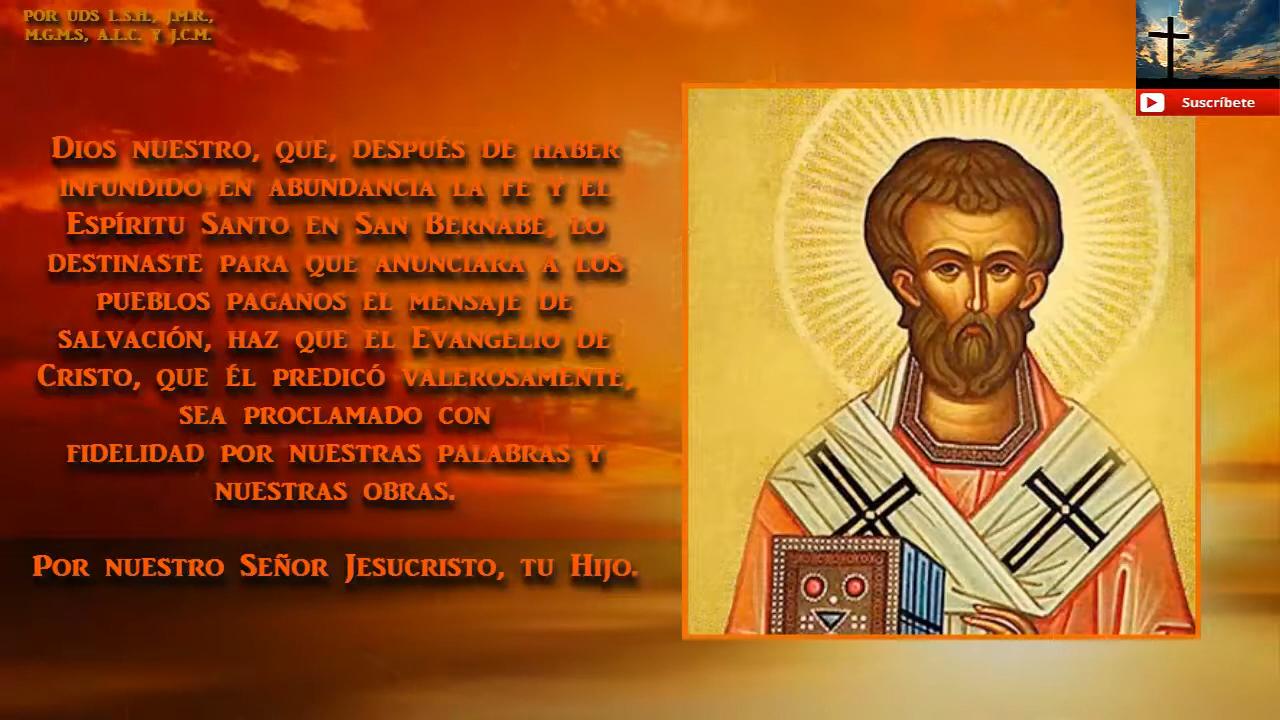 POR UDS L.S.H., J.M.R.,
M.G.M.S, A.L.C. Y J.C.M.
Suscríbete
Dios nuestro, que, después de haber
infundido en abundancia la fe y el
Espíritu Santo en San Bernabé, lo
destinaste para que anunciara a los
pueblos paganos el mensaje de
salvación, haz que el Evangelio de
Cristo, que Él predicó valerosamente,
sea proclamado con
fidelidad por nuestras palabras y
nuestras obras.
Por nuestro Señor Jesucristo, tu Hijo.